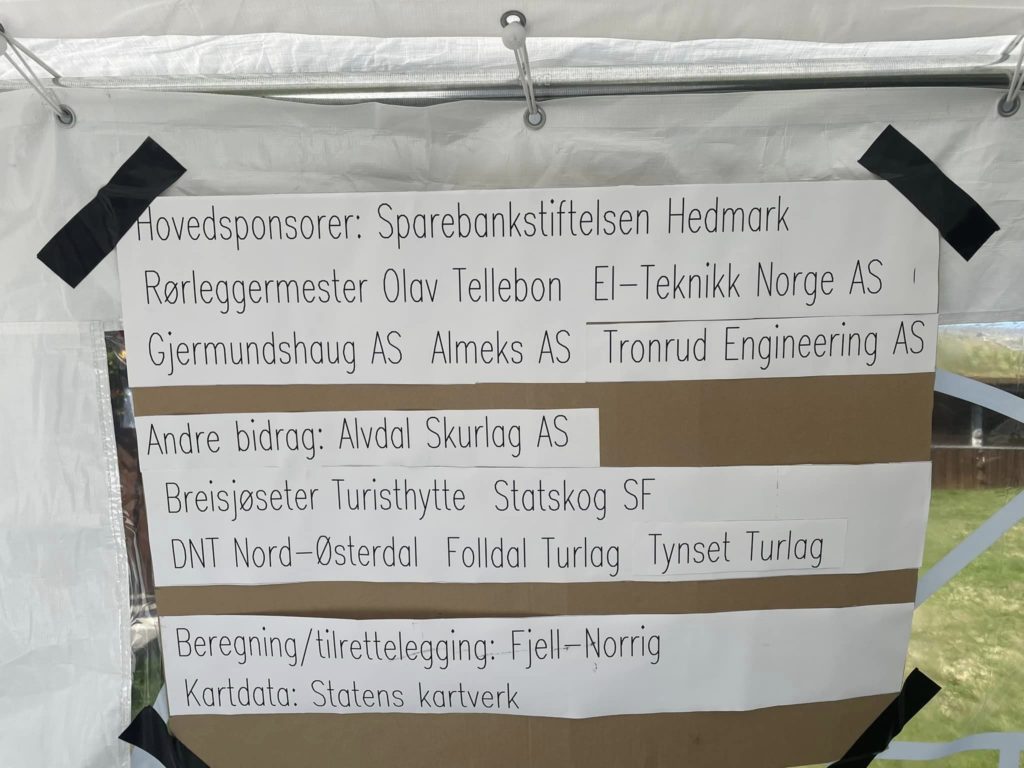 Hovedsponsorer: Sparebankstiftelsen Hedmark
Rørleggermester Olav Tellebon El-Teknikk Norge AS
Gjermundshaug AS Almeks AS Tronrud Engineering AS
Andre bidrag: Alvdal Skurlag AS
Breisjøseter Turisthytte Statskog SF
DNT Nord-Østerdal Folldal Turlag Tynset Turlag
Beregning/tilrettelegging: Fjell-Norrig
Kartdata: Statens kartverk